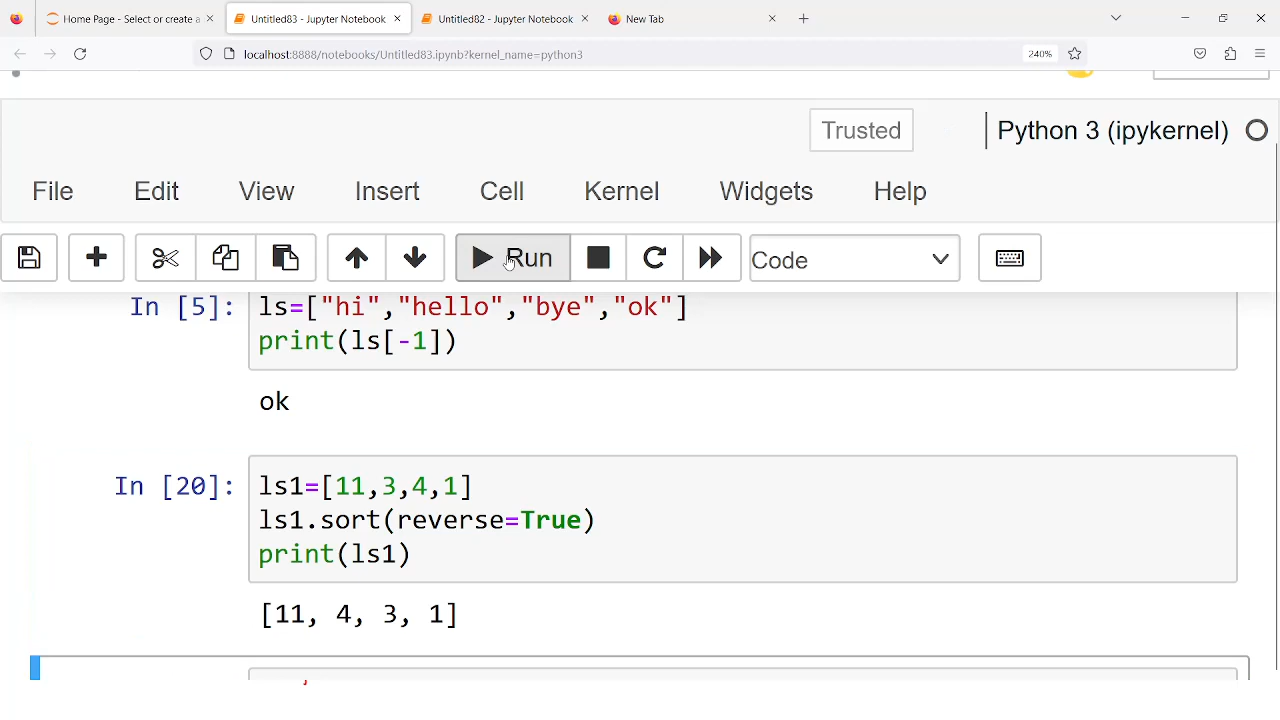 Home Page - Select or create a
Untitled83 - Jupyter Notebook
Untitled82 - Jupyter Notebook
New Tab
localhost:8888/notebooks/Untitled83.ipynb?kernel_name=python3
240%
Trusted
Python 3 (ipykernel)
File Edit View Insert Cell Kernel Widgets Help
Run
Code
In [5]: ls=["hi","hello","bye","ok"]
print(ls[-1])
ok
In [20]: ls1=[11,3,4,1]
ls1.sort(reverse=True)
print(ls1)
[11, 4, 3, 1]